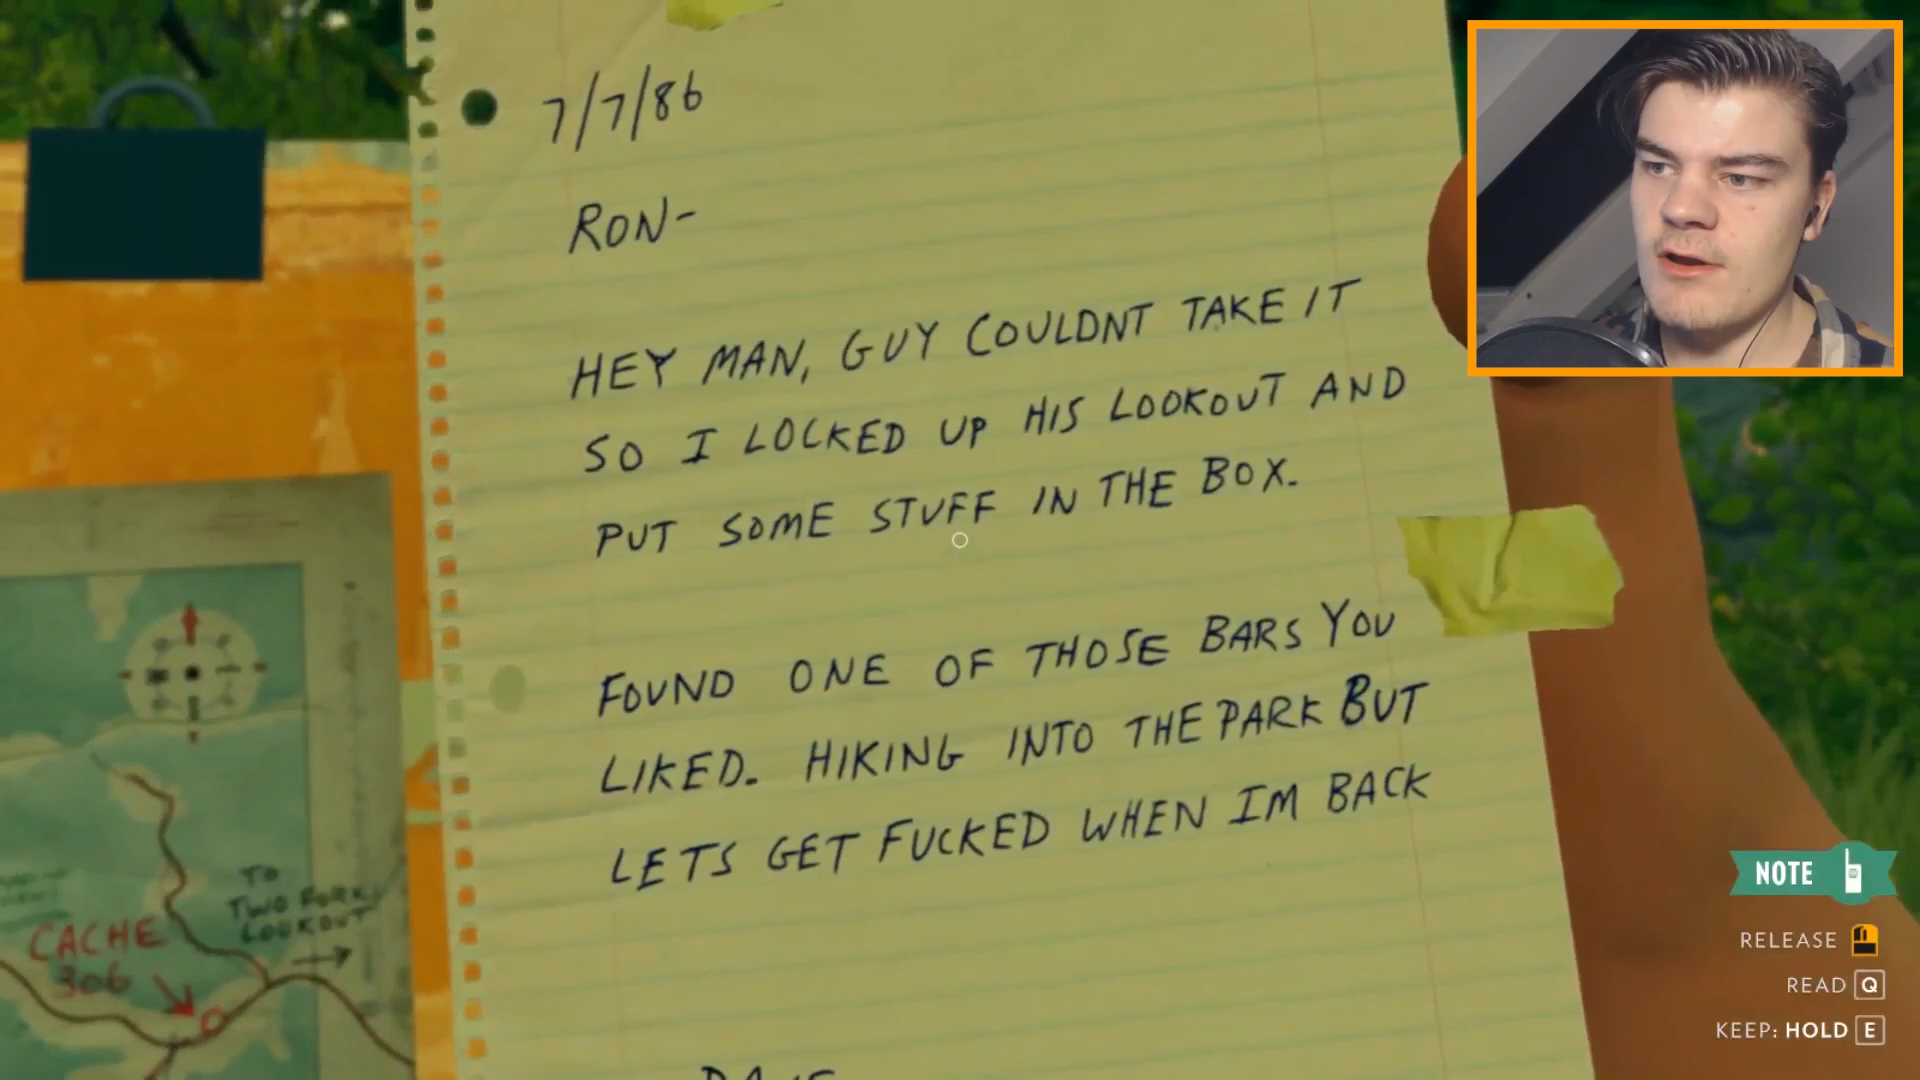 7/7/86
RON-
HEY MAN, GUY COULDNT TAKE IT
SO I LOCKED UP HIS LOOKOUT AND
PUT SOME STUFF IN THE BOX.
FOUND ONE OF THOSE BARS YOU
LIKED. HIKING INTO THE PARK BUT
LETS GET FUCKED WHEN IM BACK
TO
TWO FORKS
LOOKOUT
CACHE
306
NOTE
RELEASE
READ Q
KEEP: HOLD E